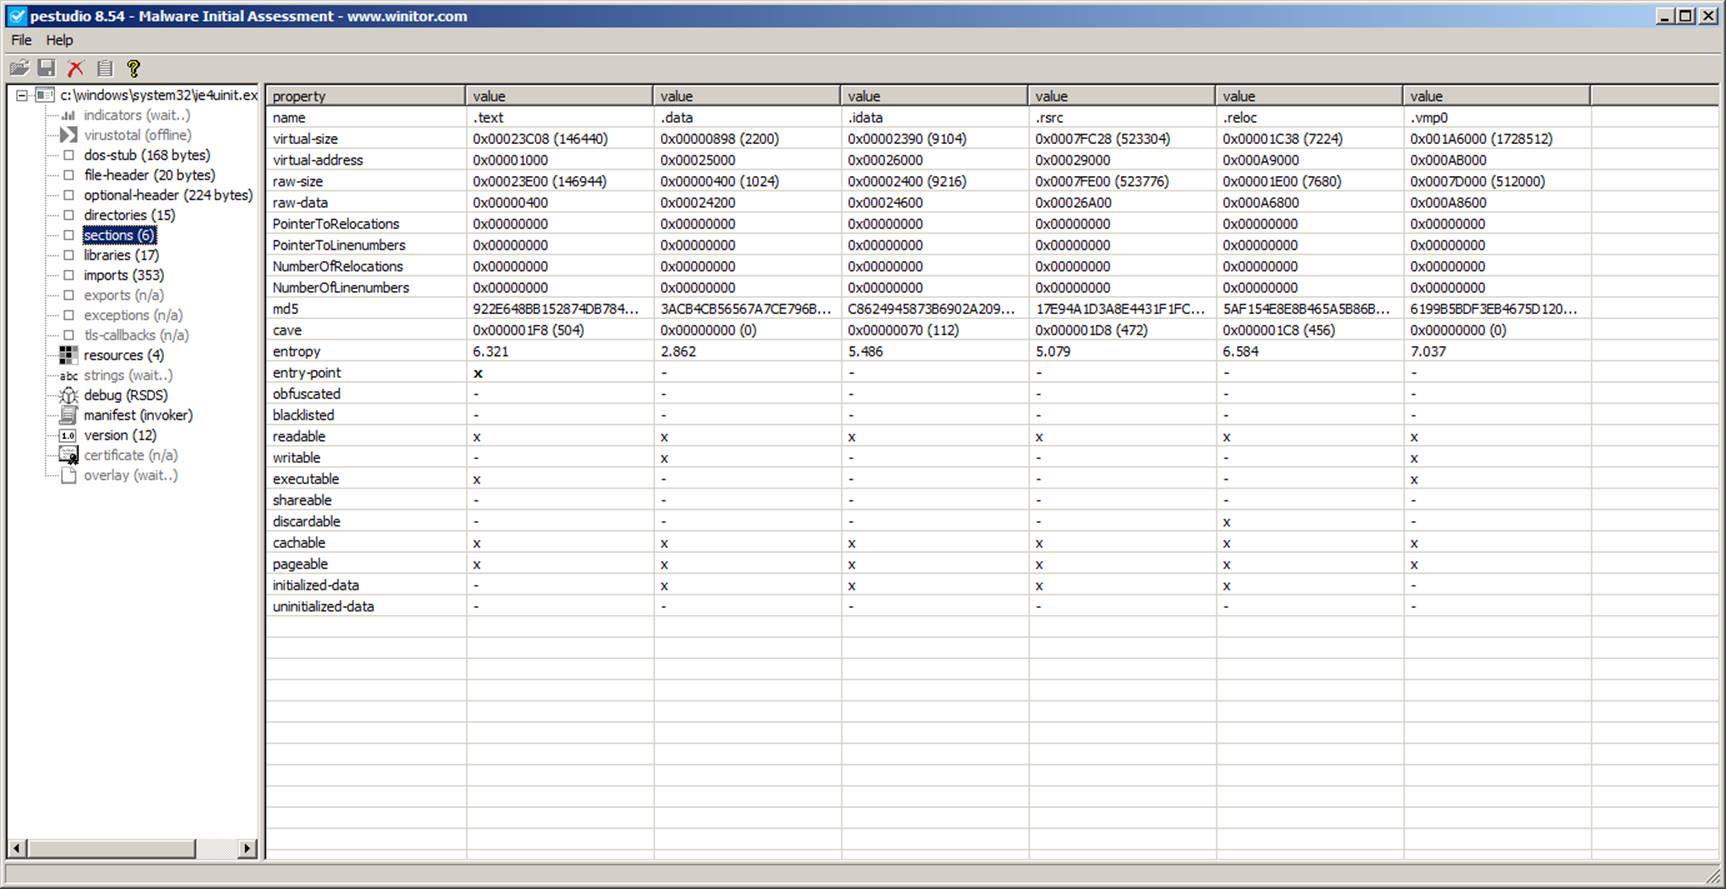 pestudio 8.54 - Malware Initial Assessment - www.winitor.com
File Help
c:\windows\system32\ie4uinit.ex
indicators (wait..)
virustotal (offline)
dos-stub (168 bytes)
file-header (20 bytes)
optional-header (224 bytes)
directories (15)
sections (6)
libraries (17)
imports (353)
exports (n/a)
exceptions (n/a)
tls-callbacks (n/a)
resources (4)
abc strings (wait..)
debug (RSDS)
manifest (invoker)
1.0 version (12)
certificate (n/a)
overlay (wait..)
property value value value value value value
name .text .data .idata .rsrc .reloc .vmp0
virtual-size 0x00023C08 (146440) 0x00000898 (2200) 0x00002390 (9104) 0x0007FC28 (523304) 0x00001C38 (7224) 0x001A6000 (1728512)
virtual-address 0x00001000 0x00025000 0x00026000 0x00029000 0x000A9000 0x000AB000
raw-size 0x00023E00 (146944) 0x00000400 (1024) 0x00002400 (9216) 0x0007FE00 (523776) 0x00001E00 (7680) 0x0007D000 (512000)
raw-data 0x00000400 0x00024200 0x00024600 0x00026A00 0x000A6800 0x000A8600
PointerToRelocations 0x00000000 0x00000000 0x00000000 0x00000000 0x00000000 0x00000000
PointerToLinenumbers 0x00000000 0x00000000 0x00000000 0x00000000 0x00000000 0x00000000
NumberOfRelocations 0x00000000 0x00000000 0x00000000 0x00000000 0x00000000 0x00000000
NumberOfLinenumbers 0x00000000 0x00000000 0x00000000 0x00000000 0x00000000 0x00000000
md5 922E648BB152874DB784... 3ACB4CB56567A7CE796B... C8624945873B6902A209... 17E94A1D3A8E4431F1FC... 5AF154E8E8B465A5B86B... 6199B5BDF3EB4675D120...
cave 0x000001F8 (504) 0x00000000 (0) 0x00000070 (112) 0x000001D8 (472) 0x000001C8 (456) 0x00000000 (0)
entropy 6.321 2.862 5.486 5.079 6.584 7.037
entry-point x - - - - -
obfuscated - - - - - -
blacklisted - - - - - -
readable x x x x x x
writable - x - - - x
executable x - - - - x
shareable - - - - - -
discardable - - - - x -
cachable x x x x x x
pageable x x x x x x
initialized-data - x x x x -
uninitialized-data - - - - - -